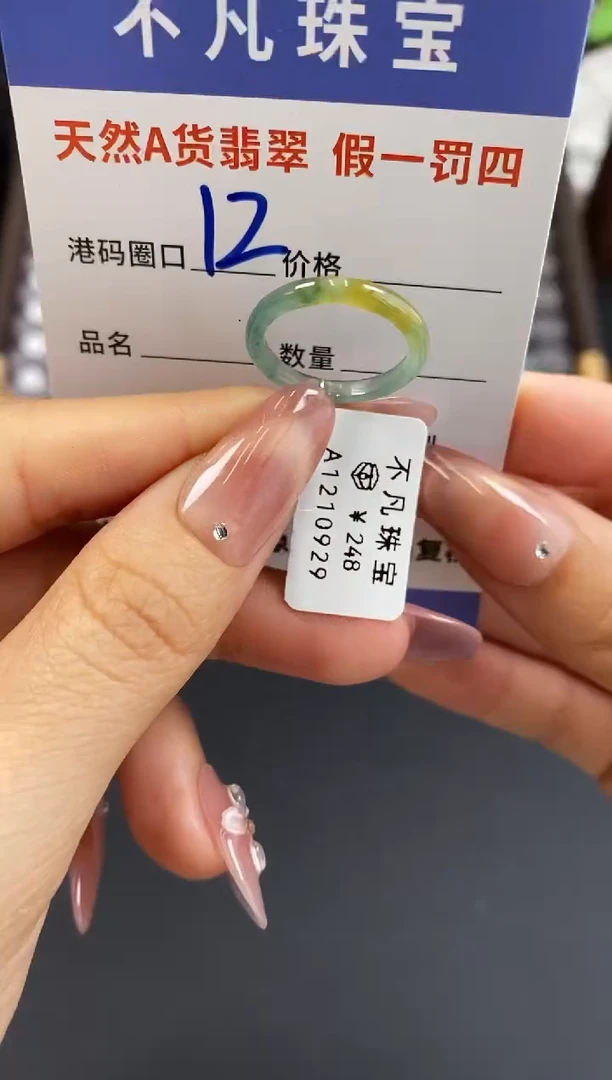 不凡珠宝
天然A货翡翠 假一罚四
港码圈口 12 价格
品名 数量
不凡珠宝
￥248
A1210929
复